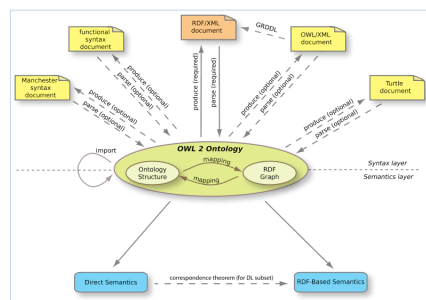 functional
syntax
document
RDF/XML
document
GRDDL
OWL/XML
document
Manchester
syntax
document
Turtle
document
produce (optional)
parse (optional)
produce (optional)
parse (optional)
produce (required)
parse (required)
produce (optional)
parse (optional)
produce (optional)
parse (optional)
import
OWL 2 Ontology
Ontology
Structure
mapping
mapping
RDF
Graph
Syntax layer
Semantics layer
Direct Semantics
correspondence theorem (for DL subset)
RDF-Based Semantics